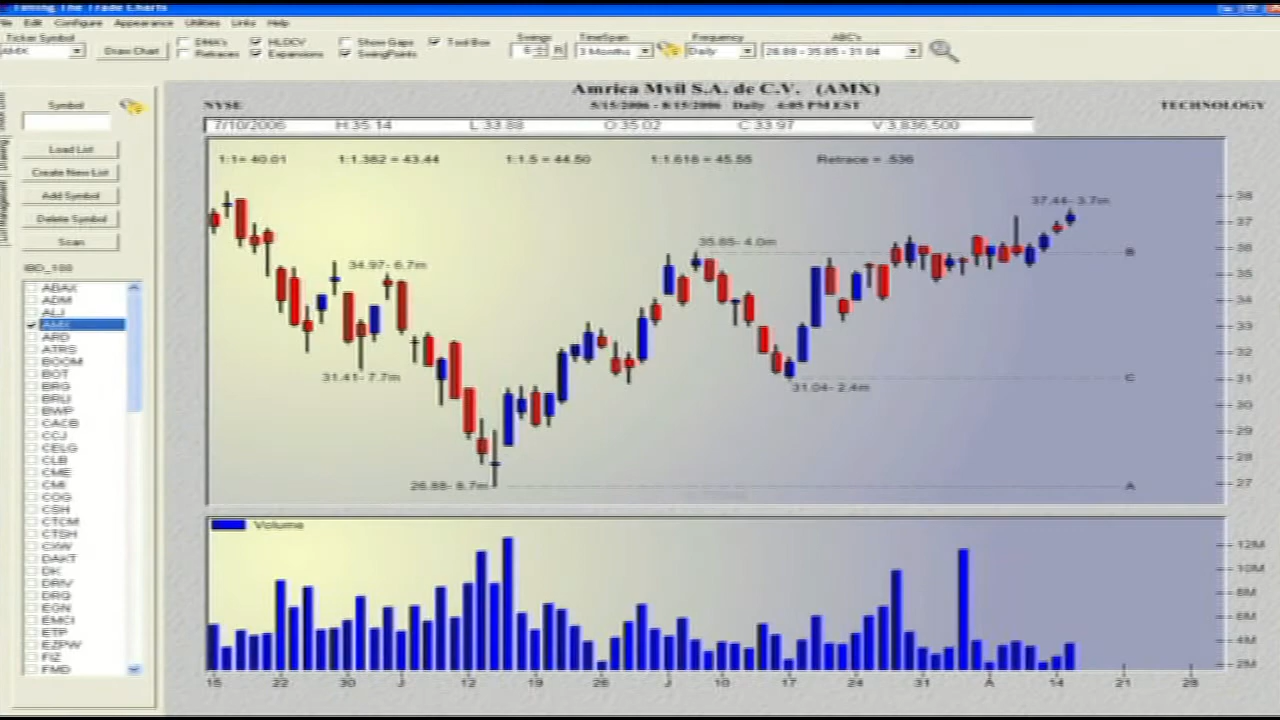 Timing The Trade Charts
File Edit Configure Appearance Utilities Links Help
Ticker Symbol
AMX
Draw Chart
DMA's
Retraces
HLOCV
Expansions
Show Gaps
SwingPoints
Tool Box
Swings
6
R
TimeSpan
3 Months
Frequency
Daily
ABC's
26.88 - 35.85 - 31.04
Symbol
Load List
Create New List
Add Symbol
Delete Symbol
Scan
IBD_100
ABAX
ADM
ALJ
AMX
ARD
ATRS
BOOM
BOT
BRG
BRLI
BWP
CACB
CCJ
CELG
CLB
CME
CMI
COG
CSH
CTCM
CTSH
CXW
DAKT
DK
DRIV
DRQ
EGN
EMCI
ETP
EZPW
FIZ
FMD
Amrica Mvil S.A. de C.V. (AMX)
NYSE
5/15/2006 - 8/15/2006 Daily 4:05 PM EST
TECHNOLOGY
7/10/2006 H:35.14 L:33.88 O:35.02 C:33.97 V:3,836,500
1:1= 40.01 1:1.382 = 43.44 1:1.5 = 44.50 1:1.618 = 45.55 Retrace = .536
37.44- 3.7m
35.85- 4.0m
34.97- 6.7m
31.41- 7.7m
31.04- 2.4m
26.88- 8.7m
B
C
A
38
37
36
35
34
33
32
31
30
29
28
27
Volume
12M
10M
8M
6M
4M
2M
15 22 30 J 12 19 26 J 10 17 24 31 A 14 21 28